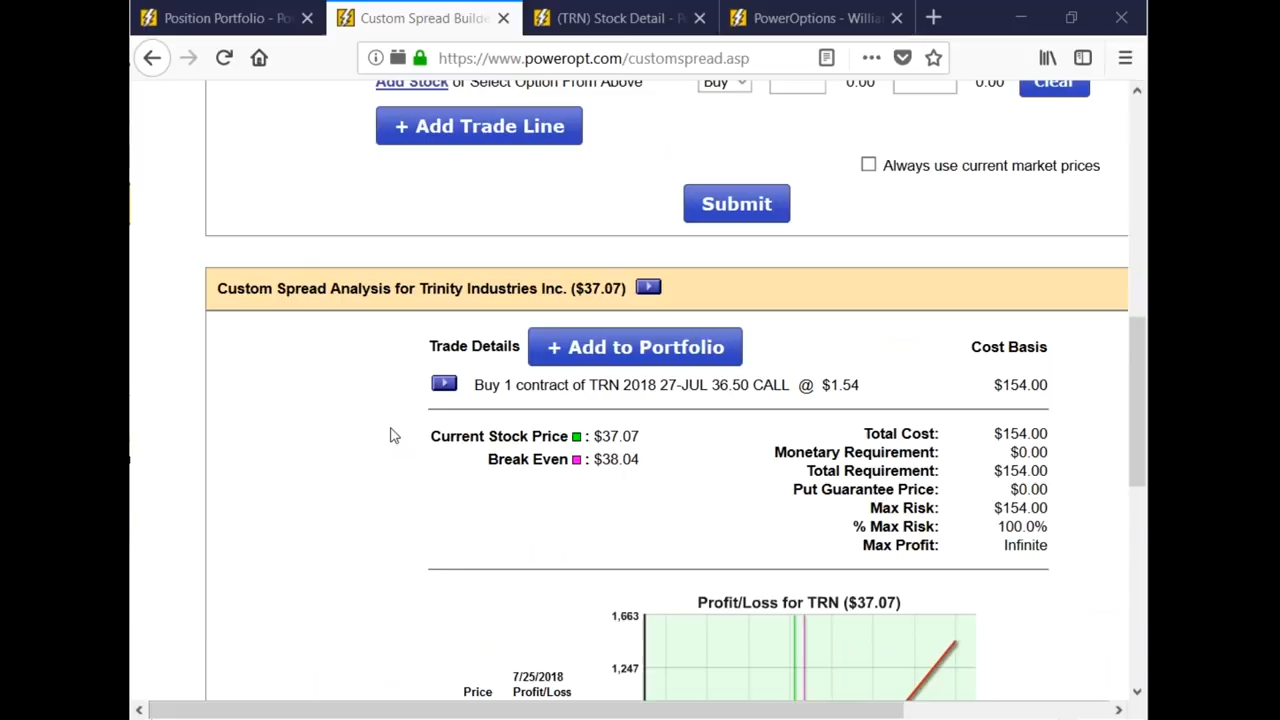 Position Portfolio - Po
Custom Spread Builde
(TRN) Stock Detail - P
PowerOptions - Willia
https://www.poweropt.com/customspread.asp
Add Stock or Select Option From Above Buy 0.00 0.00 Clear
+ Add Trade Line
Always use current market prices
Submit
Custom Spread Analysis for Trinity Industries Inc. ($37.07)
Trade Details + Add to Portfolio Cost Basis
Buy 1 contract of TRN 2018 27-JUL 36.50 CALL @ $1.54 $154.00
Current Stock Price : $37.07
Break Even : $38.04
Total Cost: $154.00
Monetary Requirement: $0.00
Total Requirement: $154.00
Put Guarantee Price: $0.00
Max Risk: $154.00
% Max Risk: 100.0%
Max Profit: Infinite
Profit/Loss for TRN ($37.07)
1,663
1,247
7/25/2018
Price Profit/Loss